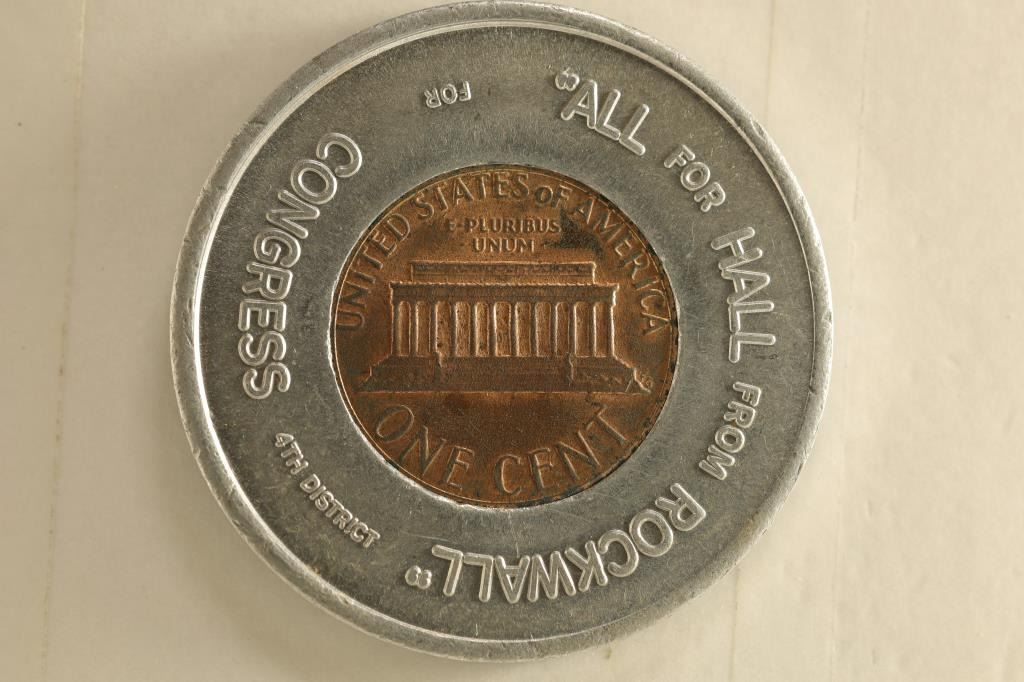 "ALL FOR HALL FROM ROCKWALL"
FOR CONGRESS
4TH DISTRICT
UNITED STATES OF AMERICA
E·PLURIBUS
UNUM
ONE CENT